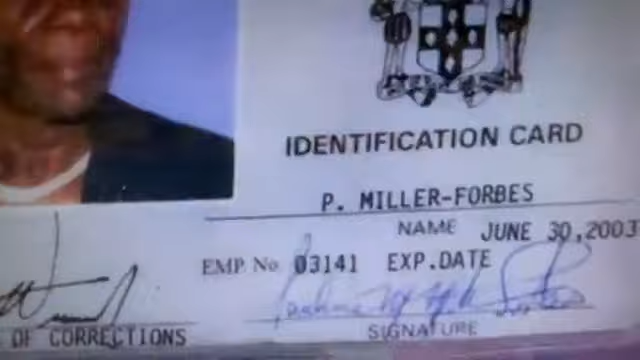 IDENTIFICATION CARD
P. MILLER-FORBES
NAME JUNE 30,2003
EMP No 03141 EXP.DATE
OF CORRECTIONS
SIGNATURE